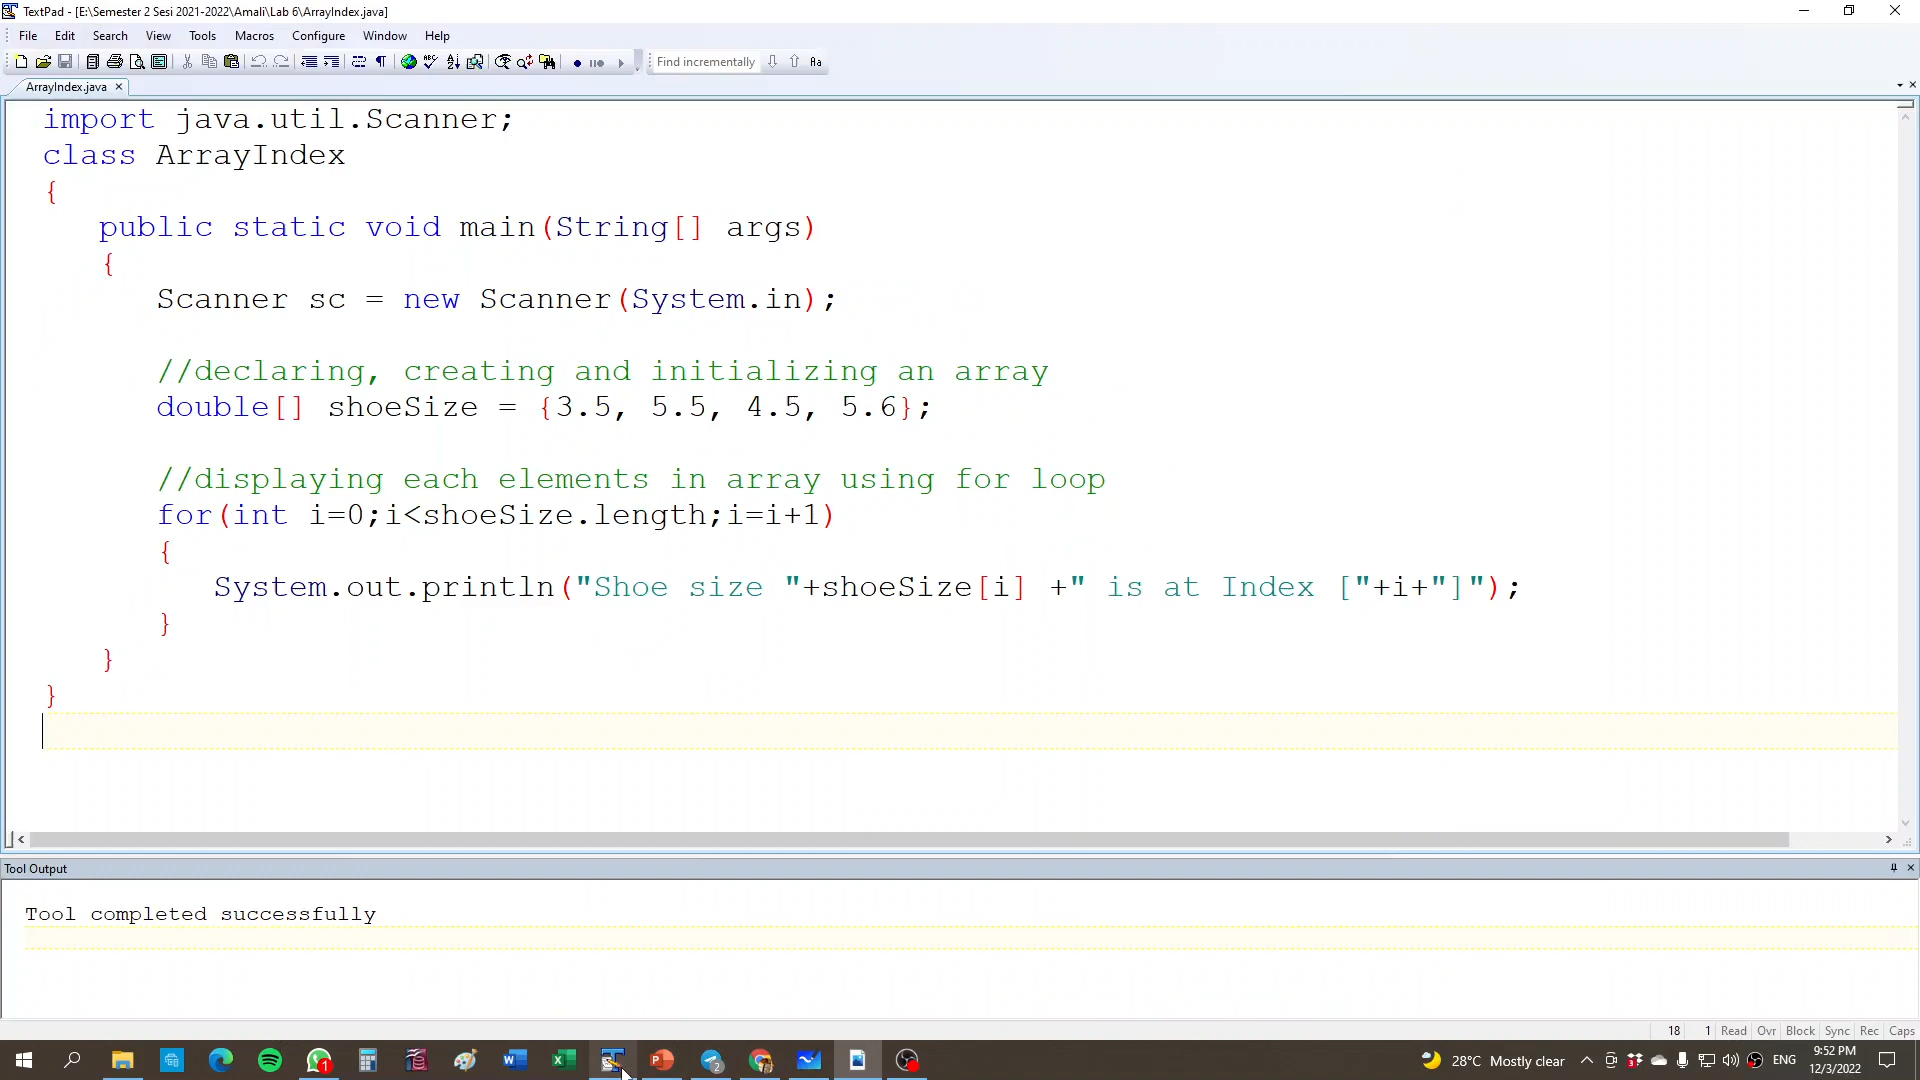 TextPad - [E:\Semester 2 Sesi 2021-2022\Amali\Lab 6\ArrayIndex.java]
File Edit Search View Tools Macros Configure Window Help
Find incrementally
ArrayIndex.java
import java.util.Scanner;
class ArrayIndex
{
public static void main(String[] args)
{
Scanner sc = new Scanner(System.in);
//declaring, creating and initializing an array
double[] shoeSize = {3.5, 5.5, 4.5, 5.6};
//displaying each elements in array using for loop
for(int i=0;i<shoeSize.length;i=i+1)
{
System.out.println("Shoe size "+shoeSize[i] +" is at Index ["+i+"]");
}
}
}
Tool Output
Tool completed successfully
18 1 Read Ovr Block Sync Rec Caps
28°C Mostly clear ENG 9:52 PM
12/3/2022